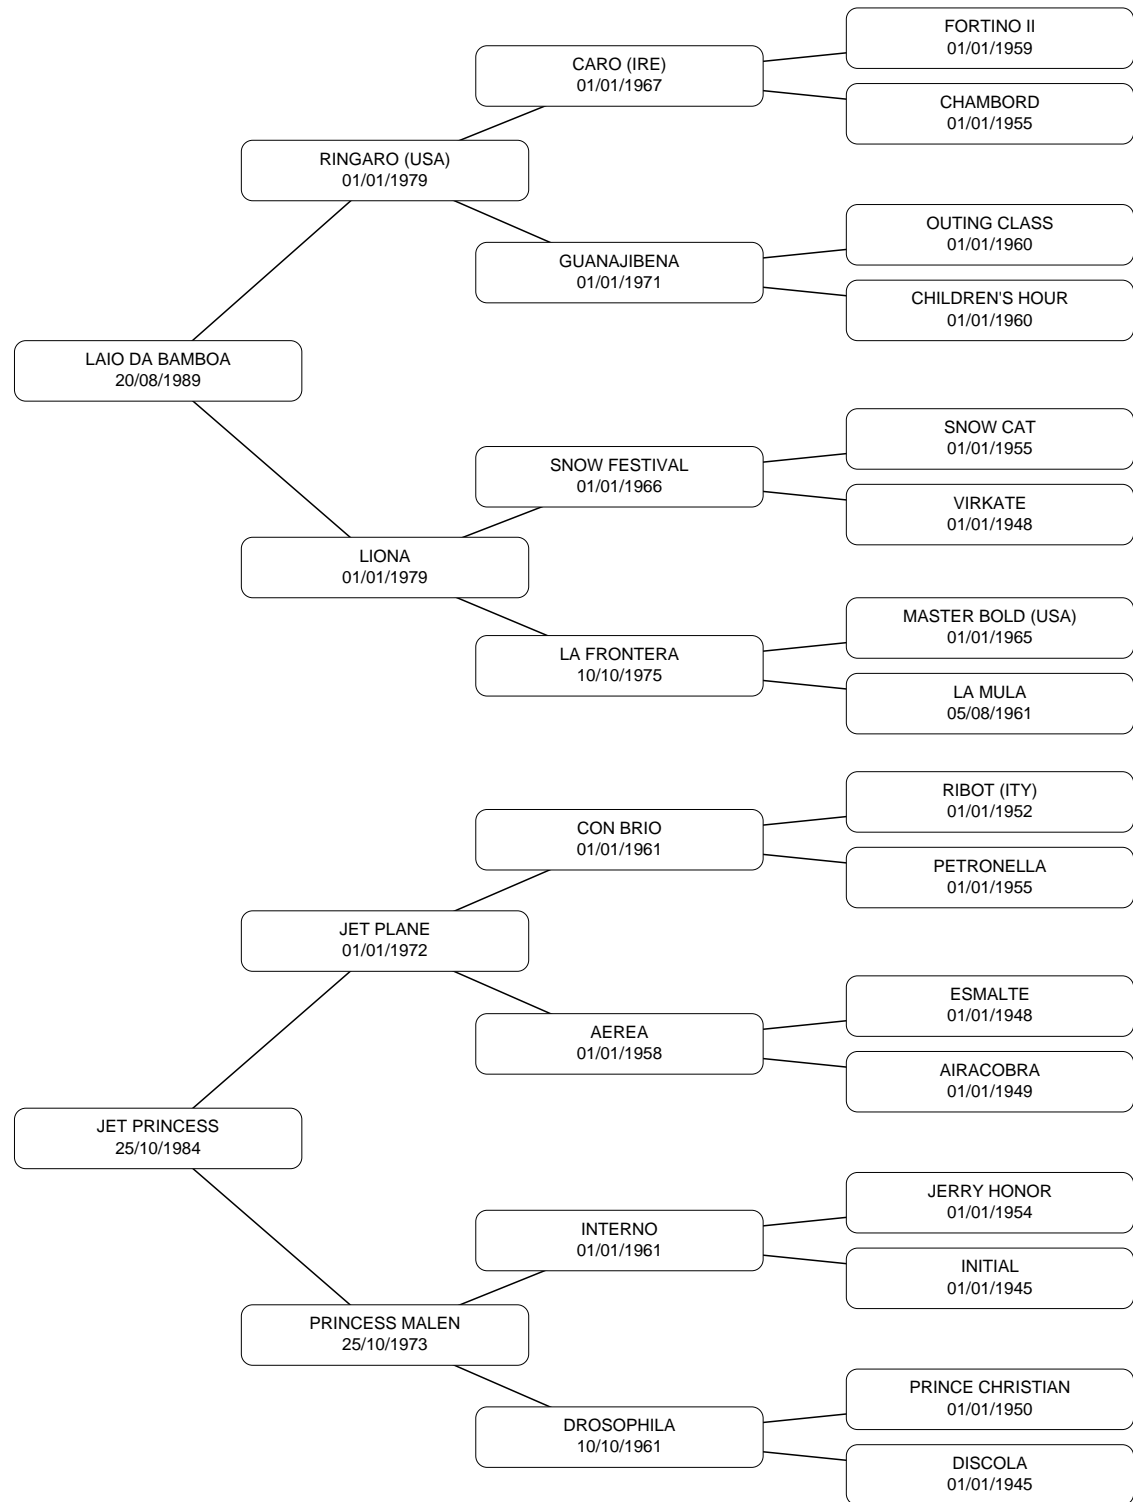 FORTINO II
01/01/1959
CARO (IRE)
01/01/1967
CHAMBORD
01/01/1955
RINGARO (USA)
01/01/1979
OUTING CLASS
01/01/1960
GUANAJIBENA
01/01/1971
CHILDREN'S HOUR
01/01/1960
LAIO DA BAMBOA
20/08/1989
SNOW CAT
01/01/1955
SNOW FESTIVAL
01/01/1966
VIRKATE
01/01/1948
LIONA
01/01/1979
MASTER BOLD (USA)
01/01/1965
LA FRONTERA
10/10/1975
LA MULA
05/08/1961
RIBOT (ITY)
01/01/1952
CON BRIO
01/01/1961
PETRONELLA
01/01/1955
JET PLANE
01/01/1972
ESMALTE
01/01/1948
AEREA
01/01/1958
AIRACOBRA
01/01/1949
JET PRINCESS
25/10/1984
JERRY HONOR
01/01/1954
INTERNO
01/01/1961
INITIAL
01/01/1945
PRINCESS MALEN
25/10/1973
PRINCE CHRISTIAN
01/01/1950
DROSOPHILA
10/10/1961
DISCOLA
01/01/1945